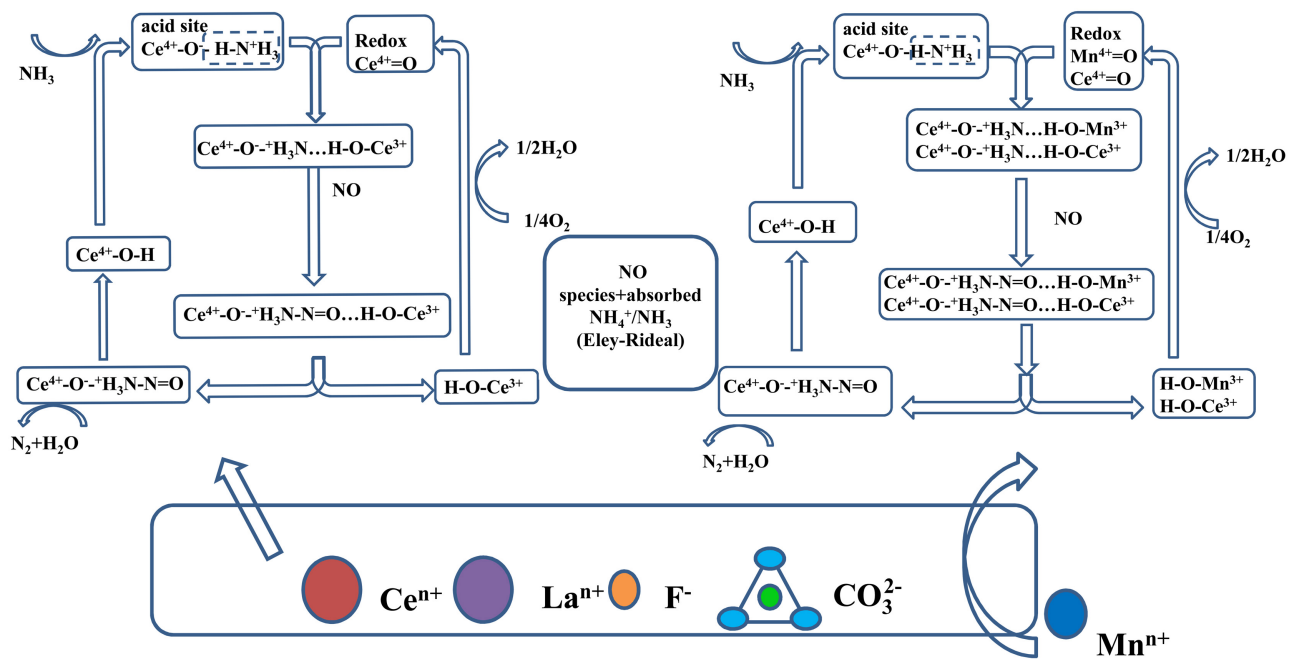 acid site
Ce⁴⁺-O⁻- H-N⁺H₃
Redox
Ce⁴⁺=O
NH₃
Ce⁴⁺-O⁻-⁺H₃N…H-O-Ce³⁺
NO
1/2H₂O
1/4O₂
Ce⁴⁺-O-H
Ce⁴⁺-O⁻-⁺H₃N-N=O…H-O-Ce³⁺
Ce⁴⁺-O⁻-⁺H₃N-N=O
H-O-Ce³⁺
N₂+H₂O
NO
species+absorbed
NH₄⁺/NH₃
(Eley-Rideal)
acid site
Ce⁴⁺-O⁻-H-N⁺H₃
Redox
Mn⁴⁺=O
Ce⁴⁺=O
NH₃
Ce⁴⁺-O⁻-⁺H₃N…H-O-Mn³⁺
Ce⁴⁺-O⁻-⁺H₃N…H-O-Ce³⁺
NO
1/2H₂O
1/4O₂
Ce⁴⁺-O-H
Ce⁴⁺-O⁻-⁺H₃N-N=O…H-O-Mn³⁺
Ce⁴⁺-O⁻-⁺H₃N-N=O…H-O-Ce³⁺
Ce⁴⁺-O⁻-⁺H₃N-N=O
H-O-Mn³⁺
H-O-Ce³⁺
N₂+H₂O
Ceⁿ⁺
Laⁿ⁺
F⁻
CO₃²⁻
Mnⁿ⁺